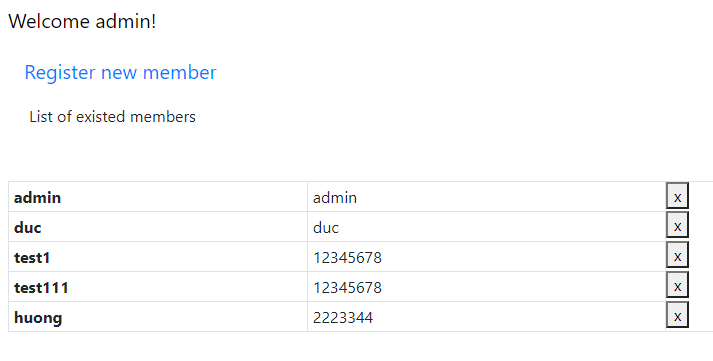 Welcome admin!
Register new member
List of existed members
admin admin x
duc duc x
test1 12345678 x
test111 12345678 x
huong 2223344 x